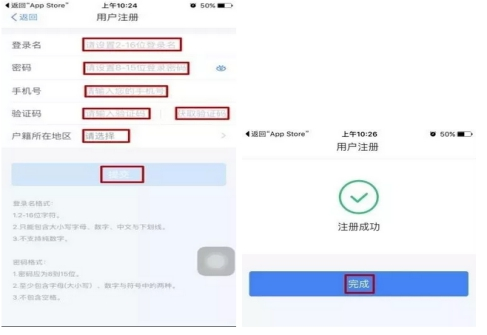 返回"App Store"
上午10:24
50%
返回
用户注册
登录名
请设置2-16位登录名
密码
请设置8-15位登录密码
手机号
请输入您的手机号
验证码
请输入验证码
获取验证码
户籍所在地区
请选择
提交
登录名格式:
1.2-16位字符。
2.只能包含大小写字母、数字、中文与下划线。
3.不支持纯数字。
密码格式:
1.密码应为8到15位。
2.至少包含字母(大小写)、数字与符号中的两种。
3.不包含空格。
返回"App Store"
上午10:26
50%
用户注册
注册成功
完成